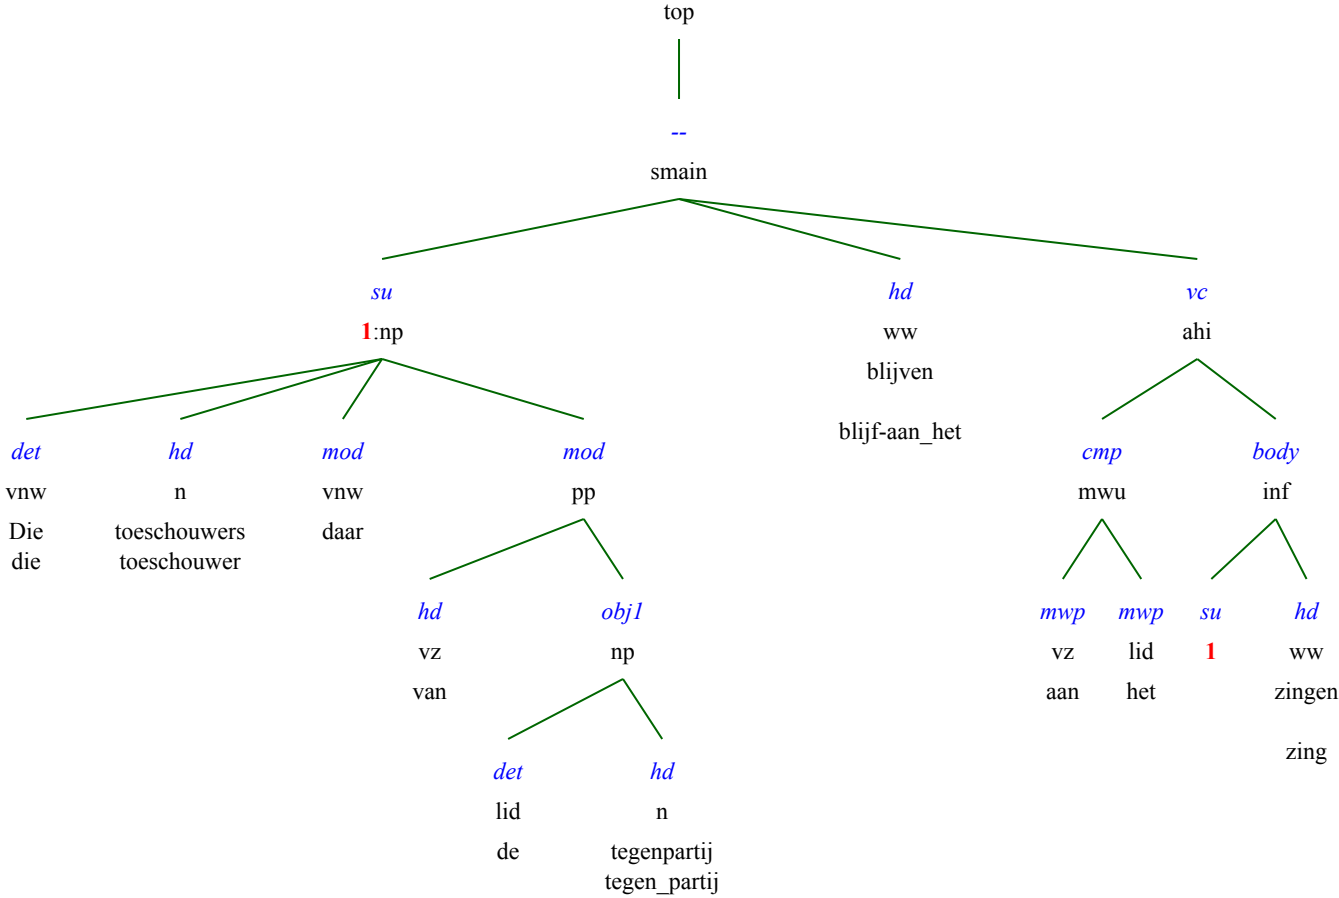 top
--
smain
su hd vc
1:np ww ahi
blijven
blijf-aan_het
det hd mod mod cmp body
vnw n vnw pp mwu inf
Die toeschouwers daar
die toeschouwer
hd obj1 mwp mwp su hd
vz np vz lid 1 ww
van aan het zingen
zing
det hd
lid n
de tegenpartij
tegen_partij